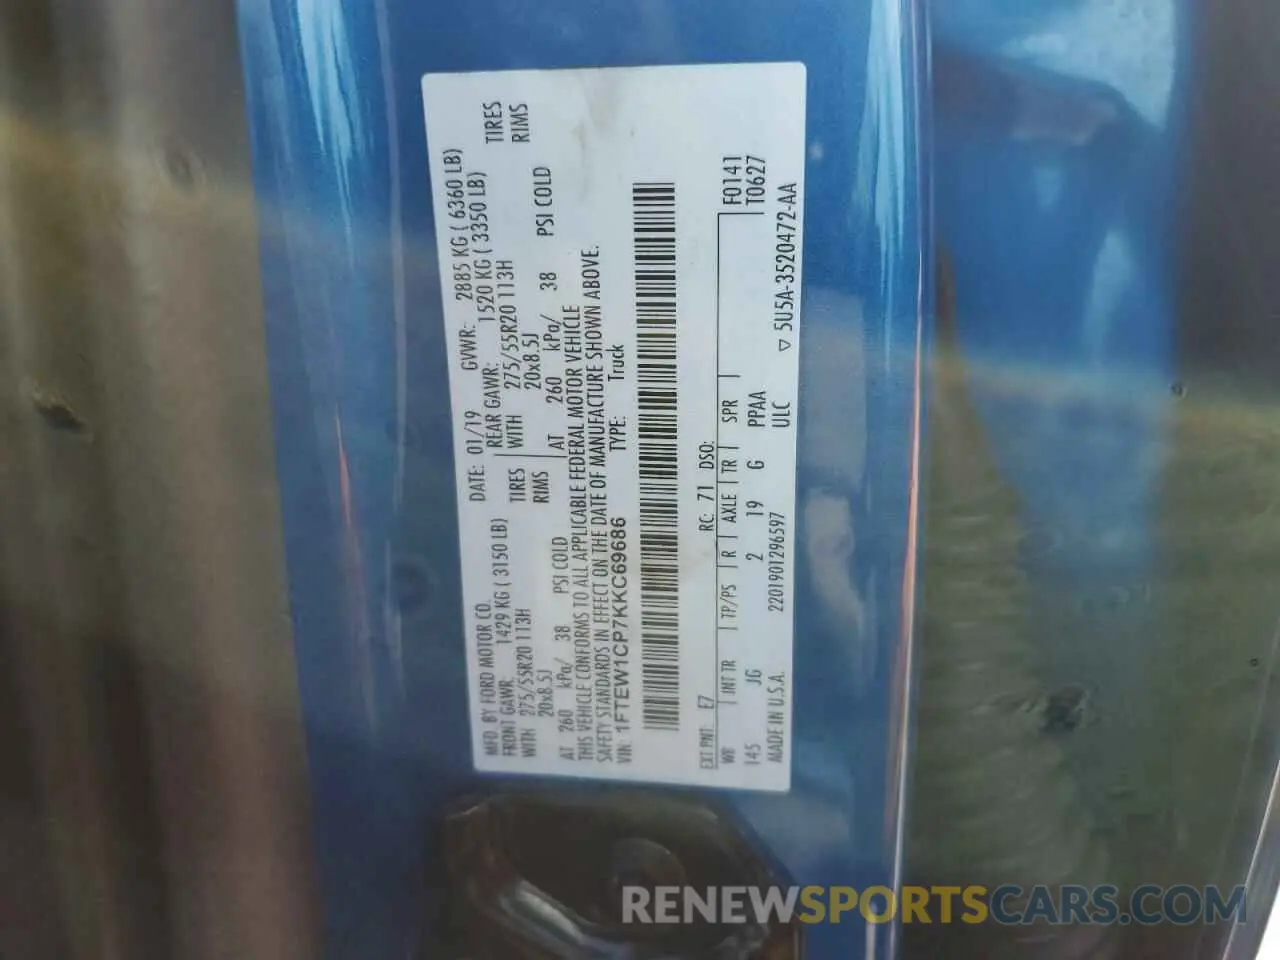 MFD. BY FORD MOTOR CO. DATE: 01/19 GVWR: 2885 KG ( 6360 LB)
FRONT GAWR: 1429 KG ( 3150 LB) REAR GAWR: 1520 KG ( 3350 LB)
WITH 275/55R20 113H TIRES WITH 275/55R20 113H TIRES
20x8.5J RIMS 20x8.5J RIMS
AT 260 kPa/ 38 PSI COLD AT 260 kPa/ 38 PSI COLD
THIS VEHICLE CONFORMS TO ALL APPLICABLE FEDERAL MOTOR VEHICLE
SAFETY STANDARDS IN EFFECT ON THE DATE OF MANUFACTURE SHOWN ABOVE.
VIN: 1FTEW1CP7KKC69686 TYPE: Truck
EXT PNT: E7 RC: 71 DSO:
WB INT TR TP/PS R AXLE TR SPR F0141
145 JG 2 19 G PPAA T0627
MADE IN U.S.A. 2201901296597 ULC ▽ 5U5A-3520472-AA
RENEWSPORTSCARS.COM